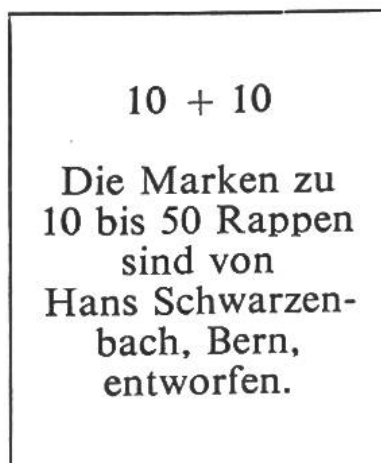 10 + 10
Die Marken zu
10 bis 50 Rappen
sind von
Hans Schwarzen-
bach, Bern,
entworfen.